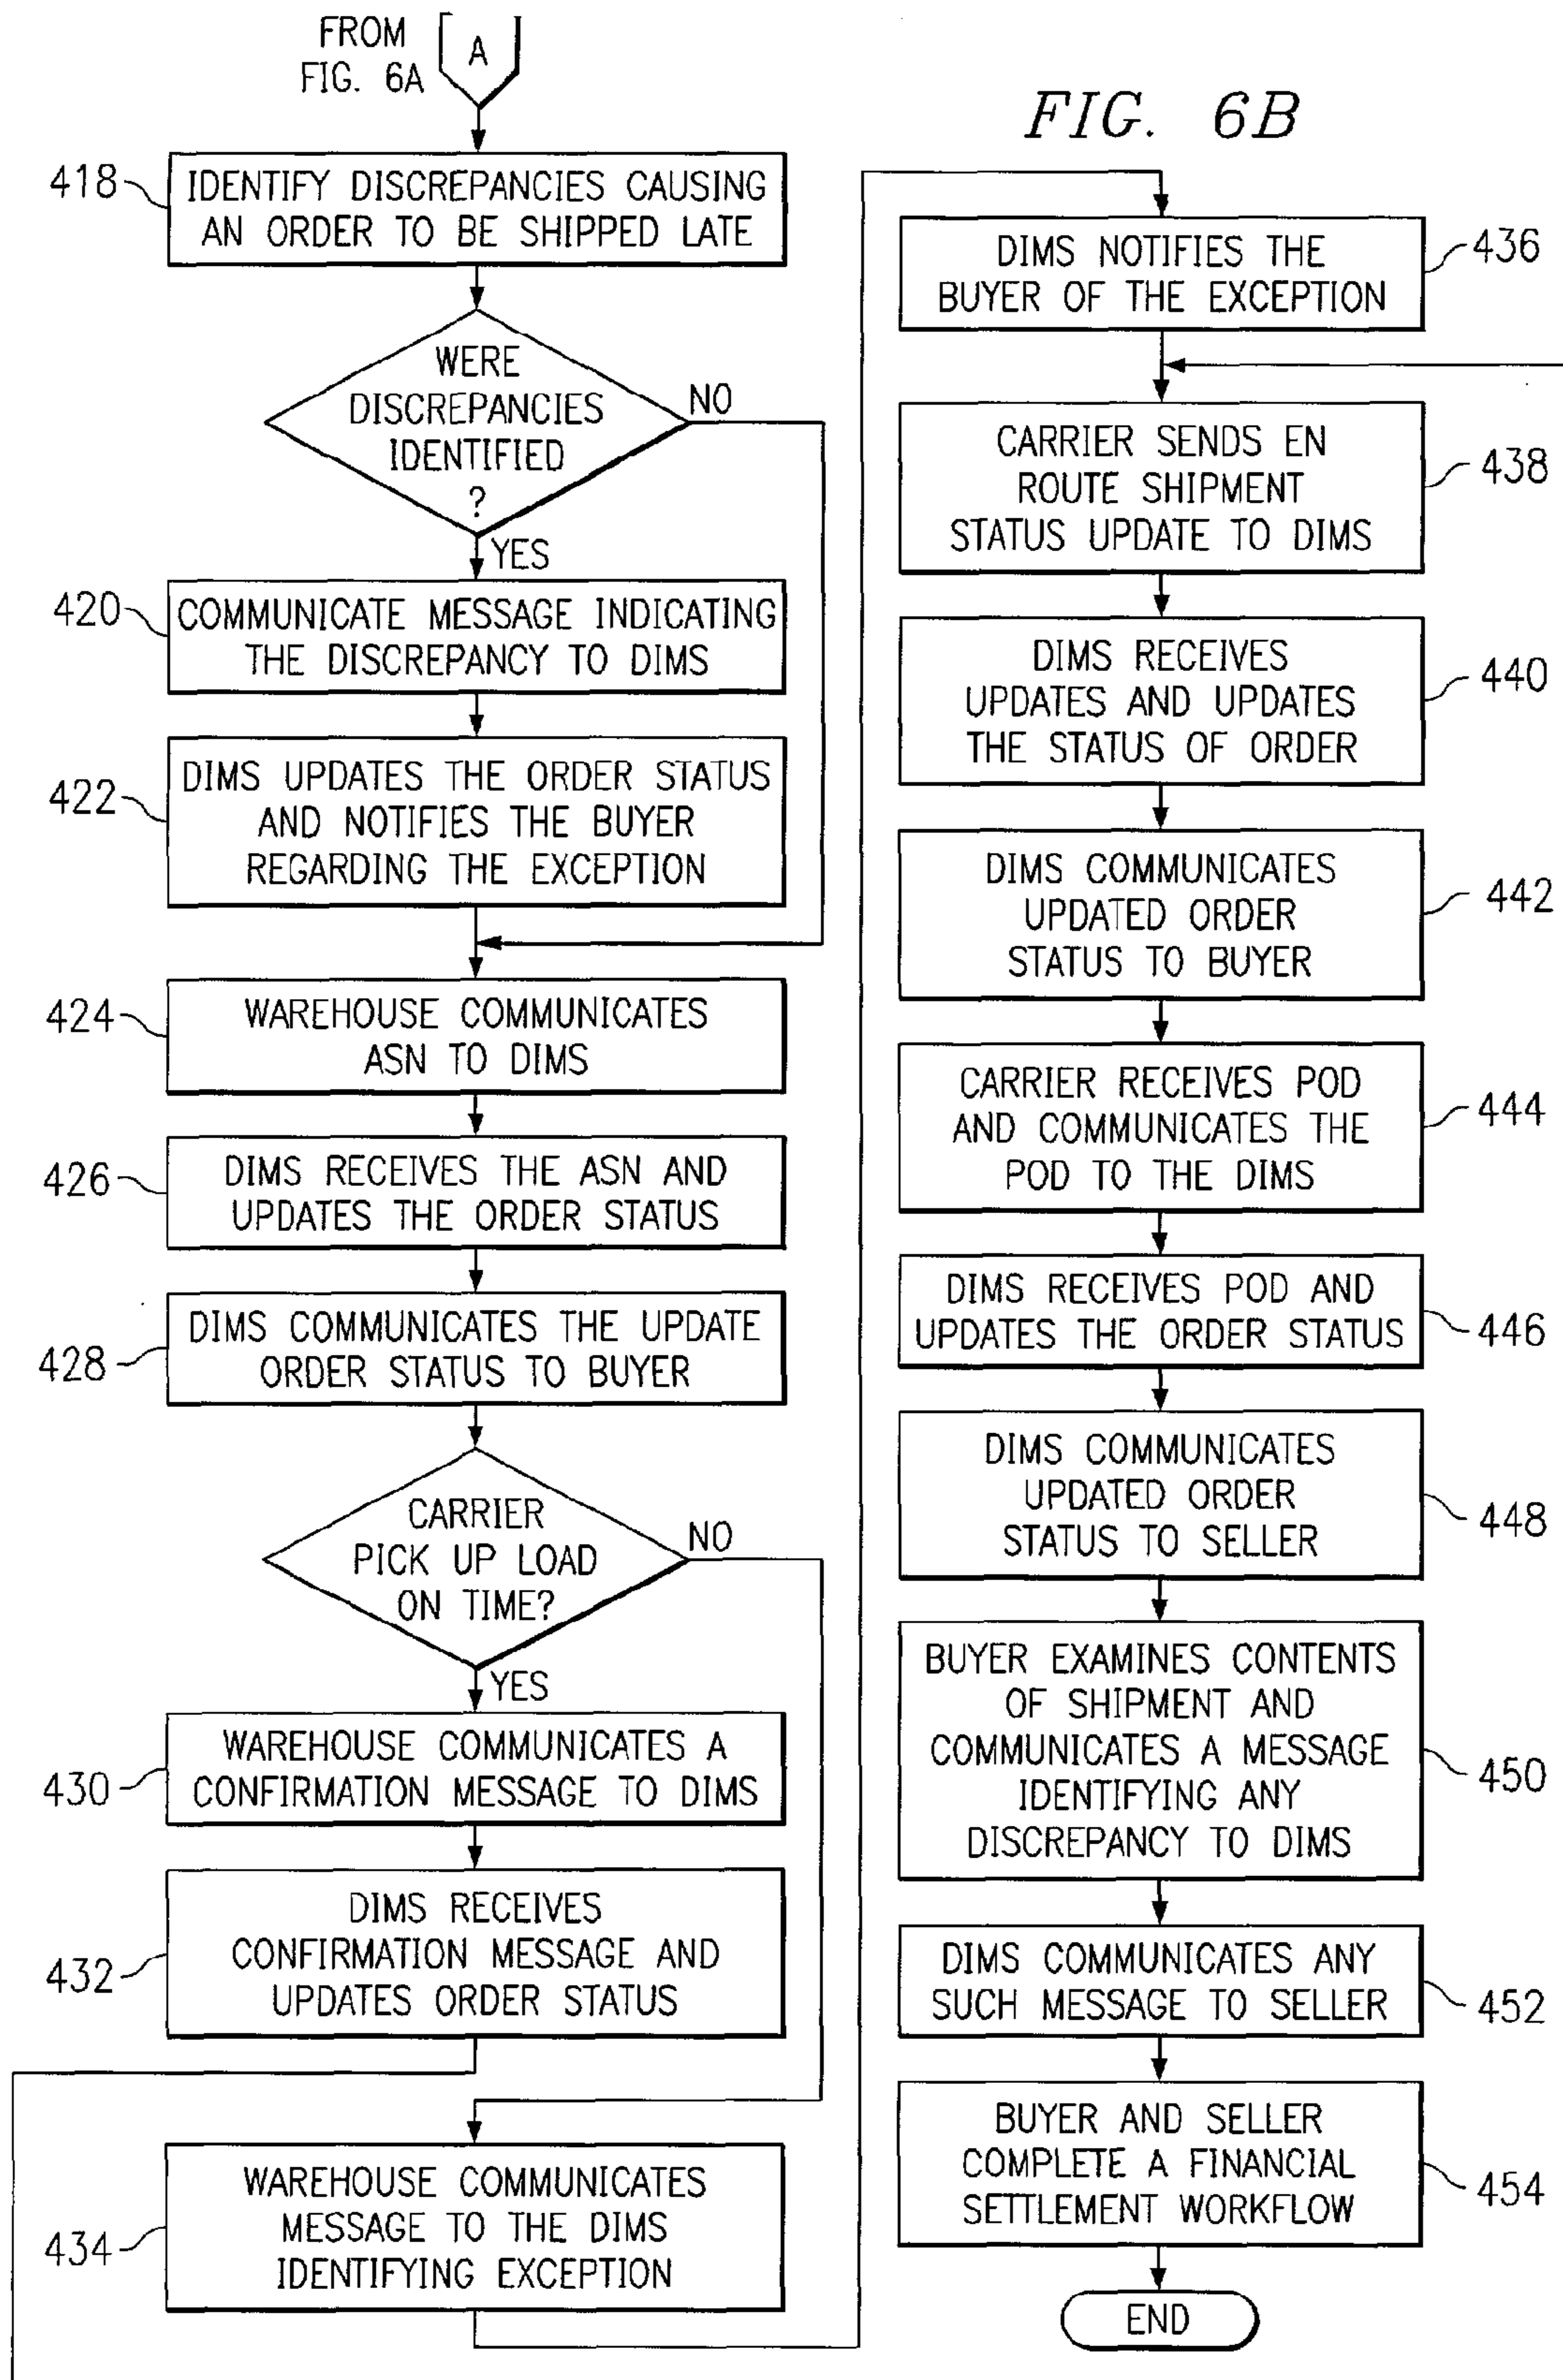 FROM
FIG. 6A
A
FIG. 6B
418
IDENTIFY DISCREPANCIES CAUSING
AN ORDER TO BE SHIPPED LATE
WERE
DISCREPANCIES
IDENTIFIED
?
NO
YES
420
COMMUNICATE MESSAGE INDICATING
THE DISCREPANCY TO DIMS
422
DIMS UPDATES THE ORDER STATUS
AND NOTIFIES THE BUYER
REGARDING THE EXCEPTION
424
WAREHOUSE COMMUNICATES
ASN TO DIMS
426
DIMS RECEIVES THE ASN AND
UPDATES THE ORDER STATUS
428
DIMS COMMUNICATES THE UPDATE
ORDER STATUS TO BUYER
CARRIER
PICK UP LOAD
ON TIME?
NO
YES
430
WAREHOUSE COMMUNICATES A
CONFIRMATION MESSAGE TO DIMS
432
DIMS RECEIVES
CONFIRMATION MESSAGE AND
UPDATES ORDER STATUS
434
WAREHOUSE COMMUNICATES
MESSAGE TO THE DIMS
IDENTIFYING EXCEPTION
DIMS NOTIFIES THE
BUYER OF THE EXCEPTION
436
CARRIER SENDS EN
ROUTE SHIPMENT
STATUS UPDATE TO DIMS
438
DIMS RECEIVES
UPDATES AND UPDATES
THE STATUS OF ORDER
440
DIMS COMMUNICATES
UPDATED ORDER
STATUS TO BUYER
442
CARRIER RECEIVES POD
AND COMMUNICATES THE
POD TO THE DIMS
444
DIMS RECEIVES POD AND
UPDATES THE ORDER STATUS
446
DIMS COMMUNICATES
UPDATED ORDER
STATUS TO SELLER
448
BUYER EXAMINES CONTENTS
OF SHIPMENT AND
COMMUNICATES A MESSAGE
IDENTIFYING ANY
DISCREPANCY TO DIMS
450
DIMS COMMUNICATES ANY
SUCH MESSAGE TO SELLER
452
BUYER AND SELLER
COMPLETE A FINANCIAL
SETTLEMENT WORKFLOW
454
END